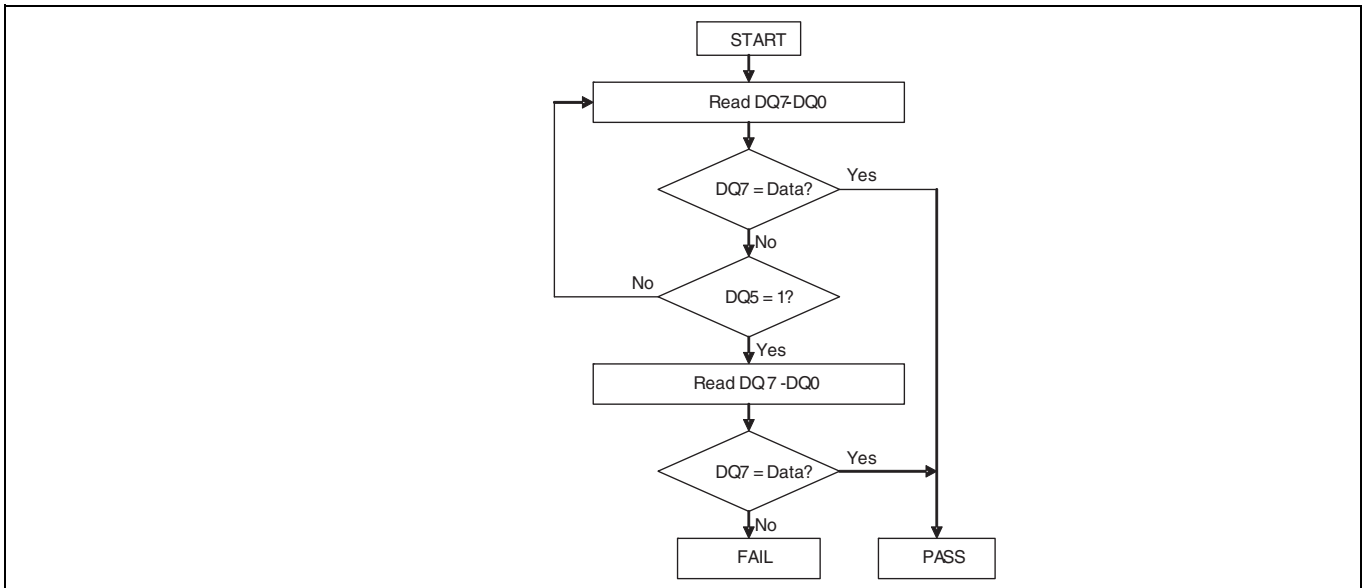 START
Read DQ7-DQ0
DQ7 = Data?
Yes
No
No
DQ5 = 1?
Yes
Read DQ 7 -DQ0
DQ7 = Data?
Yes
No
FAIL
PASS